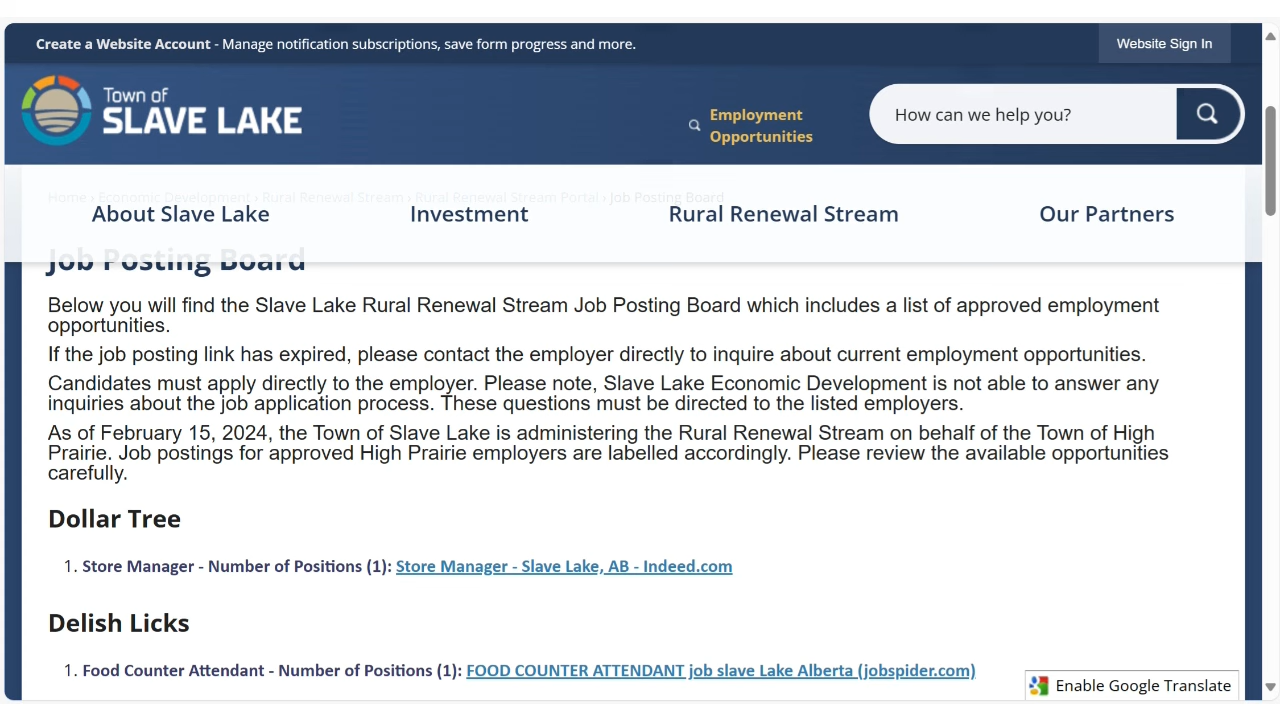 Create a Website Account - Manage notification subscriptions, save form progress and more.
Website Sign In
Town of
SLAVE LAKE
Employment
Opportunities
How can we help you?
Home › Economic Development › Rural Renewal Stream › Rural Renewal Stream Portal › Job Posting Board
About Slave Lake
Investment
Rural Renewal Stream
Our Partners
Job Posting Board
Below you will find the Slave Lake Rural Renewal Stream Job Posting Board which includes a list of approved employment
opportunities.
If the job posting link has expired, please contact the employer directly to inquire about current employment opportunities.
Candidates must apply directly to the employer. Please note, Slave Lake Economic Development is not able to answer any
inquiries about the job application process. These questions must be directed to the listed employers.
As of February 15, 2024, the Town of Slave Lake is administering the Rural Renewal Stream on behalf of the Town of High
Prairie. Job postings for approved High Prairie employers are labelled accordingly. Please review the available opportunities
carefully.
Dollar Tree
1. Store Manager - Number of Positions (1): Store Manager - Slave Lake, AB - Indeed.com
Delish Licks
1. Food Counter Attendant - Number of Positions (1): FOOD COUNTER ATTENDANT job slave Lake Alberta (jobspider.com)
Enable Google Translate